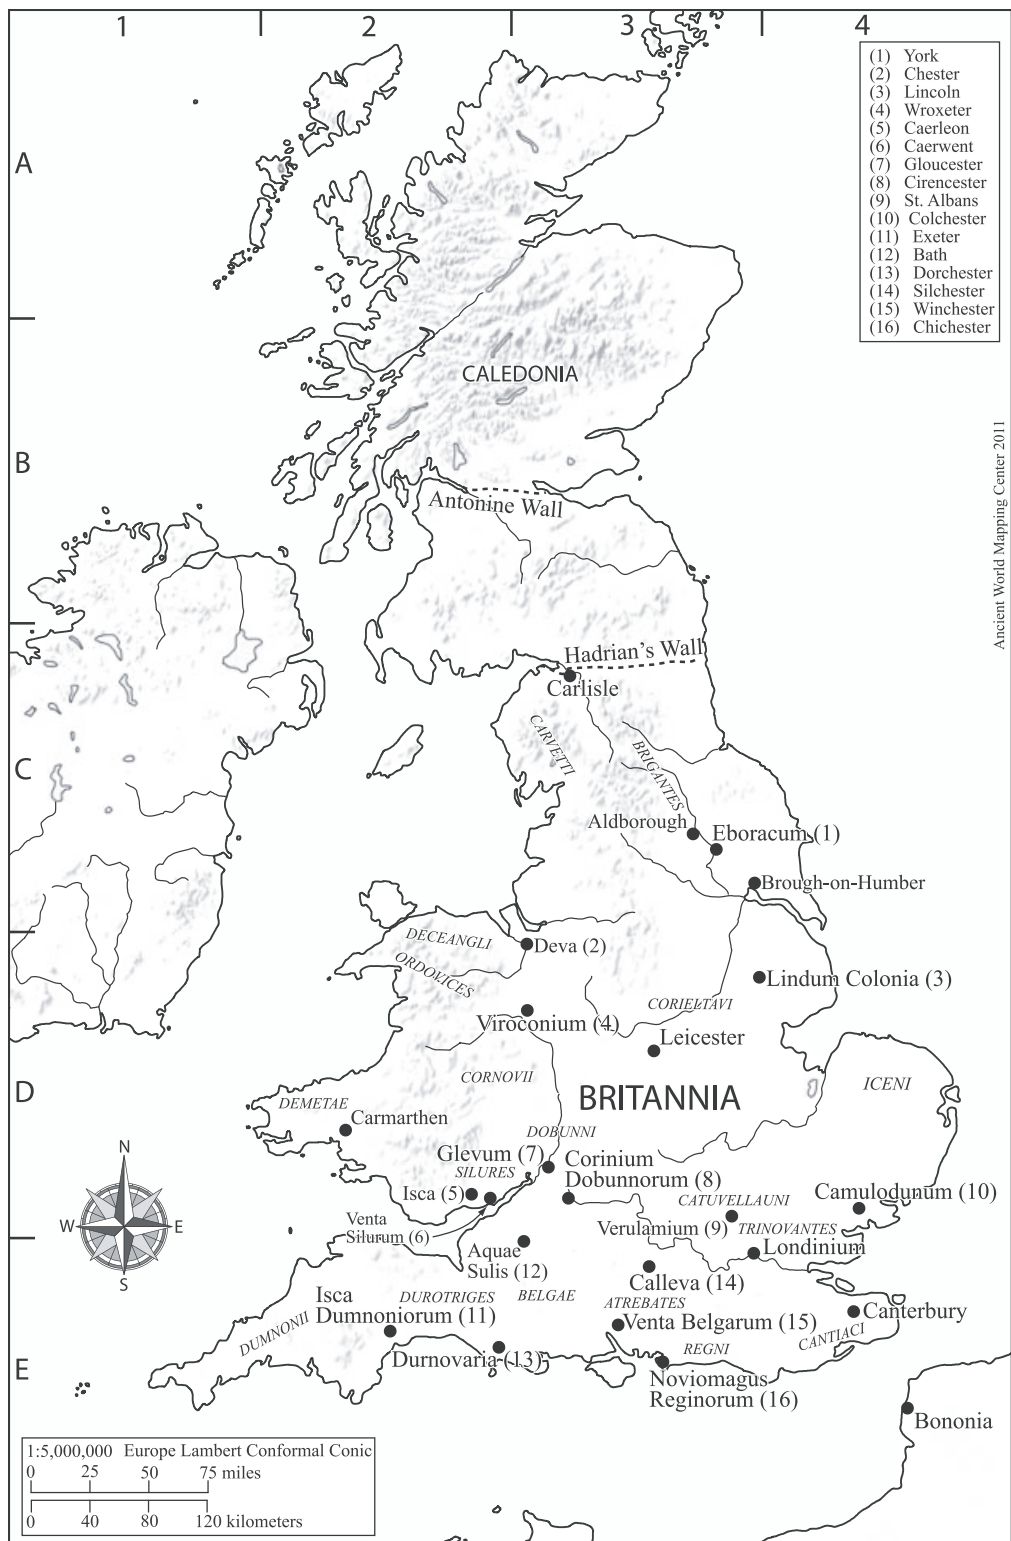 1
2
3
4
A
B
C
D
E
(1) York
(2) Chester
(3) Lincoln
(4) Wroxeter
(5) Caerleon
(6) Caerwent
(7) Gloucester
(8) Cirencester
(9) St. Albans
(10) Colchester
(11) Exeter
(12) Bath
(13) Dorchester
(14) Silchester
(15) Winchester
(16) Chichester
Ancient World Mapping Center 2011
CALEDONIA
Antonine Wall
Hadrian's Wall
Carlisle
CARVETTI
BRIGANTES
Aldborough
Eboracum (1)
Brough-on-Humber
DECEANGLI
Deva (2)
ORDOVICES
Lindum Colonia (3)
CORIELTAVI
Viroconium (4)
Leicester
CORNOVII
BRITANNIA
ICENI
DEMETAE
Carmarthen
DOBUNNI
Glevum (7)
SILURES
Corinium
Dobunnorum (8)
Isca (5)
CATUVELLAUNI
Camulodunum (10)
Venta
Silurum (6)
Verulamium (9)
TRINOVANTES
Londinium
Aquae
Sulis (12)
Calleva (14)
Isca
Dumnoniorum (11)
DUROTRIGES
BELGAE
ATREBATES
Canterbury
DUMNONII
Venta Belgarum (15)
CANTIACI
REGNI
Durnovaria (13)
Noviomagus
Reginorum (16)
Bononia
N
W
E
S
1:5,000,000 Europe Lambert Conformal Conic
0 25 50 75 miles
0 40 80 120 kilometers